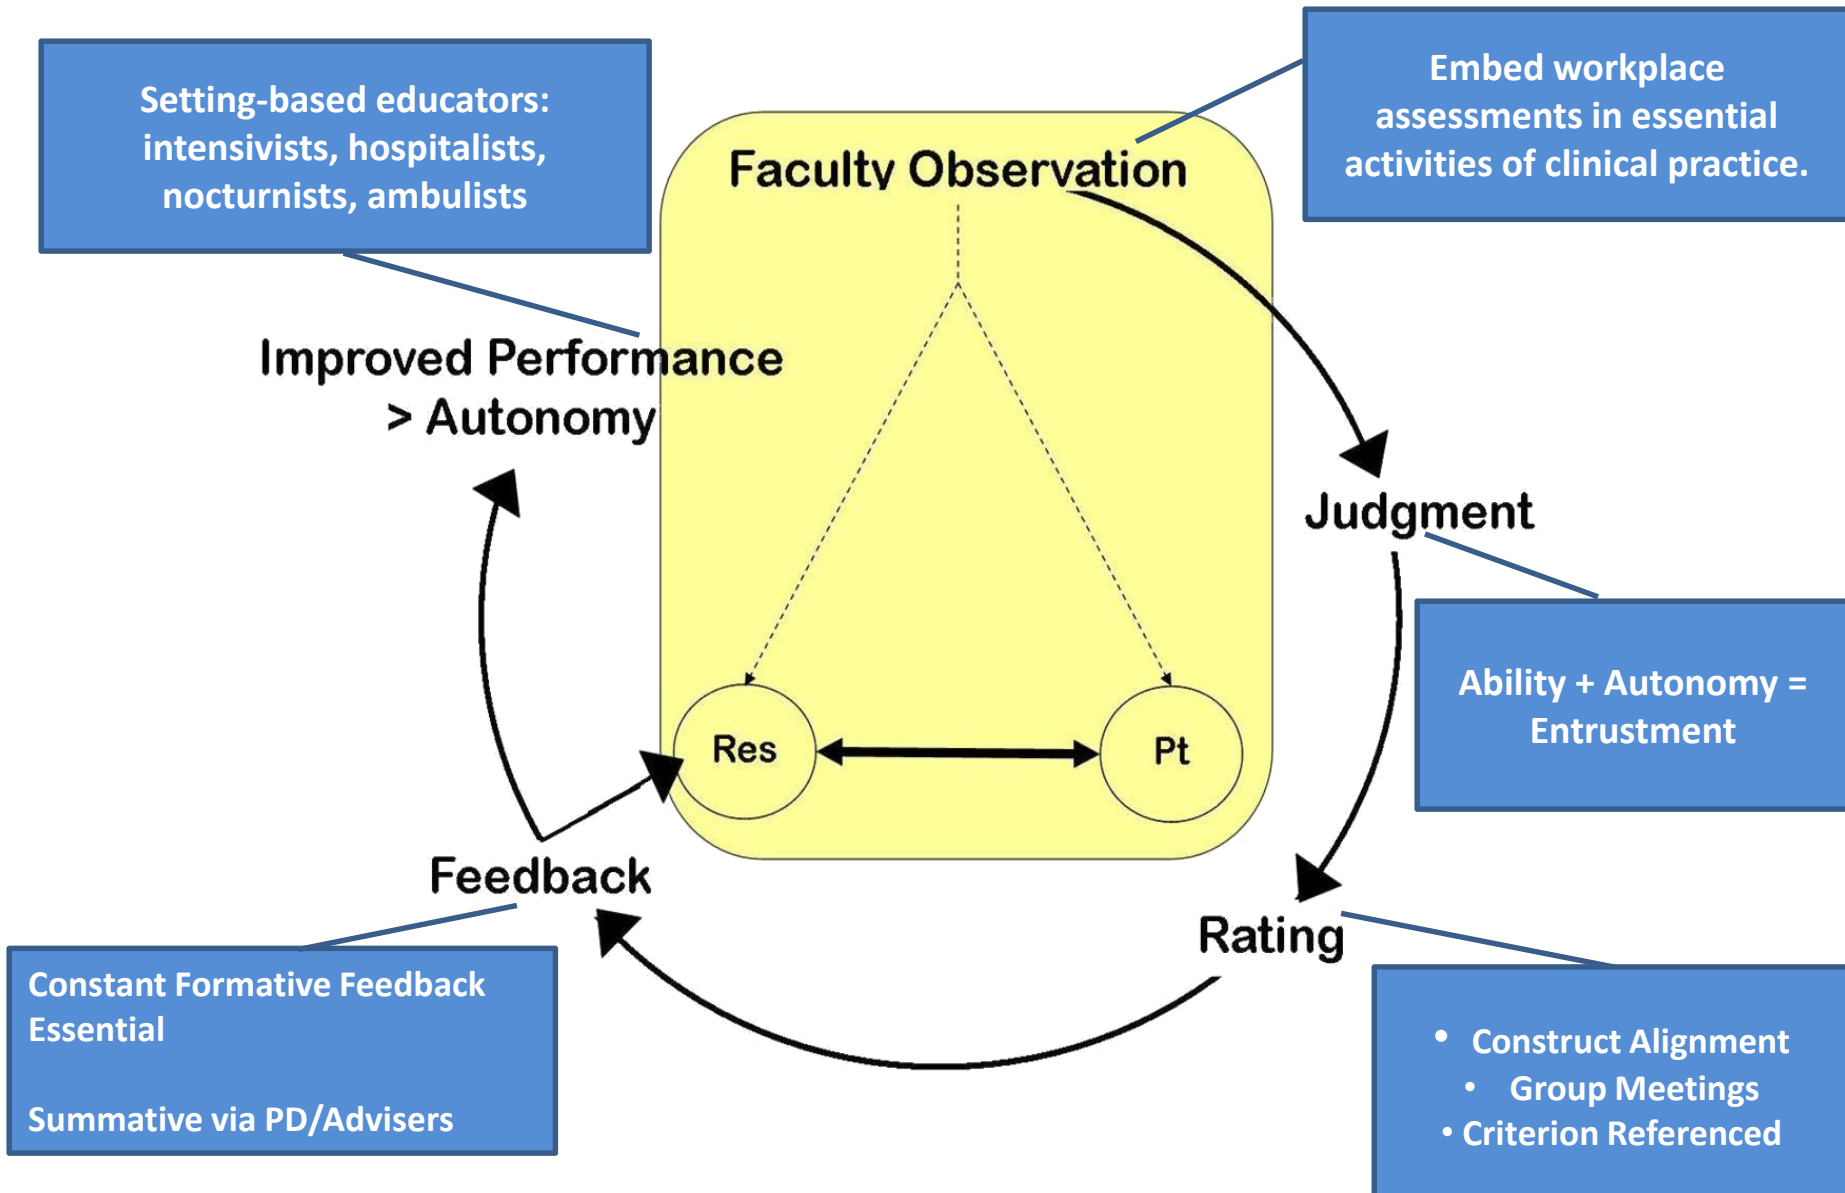 Setting-based educators:
intensivists, hospitalists,
nocturnists, ambulists
Embed workplace
assessments in essential
activities of clinical practice.
Faculty Observation
Improved Performance
> Autonomy
Judgment
Ability + Autonomy =
Entrustment
Res
Pt
Feedback
Rating
Constant Formative Feedback
Essential
Summative via PD/Advisers
• Construct Alignment
• Group Meetings
• Criterion Referenced